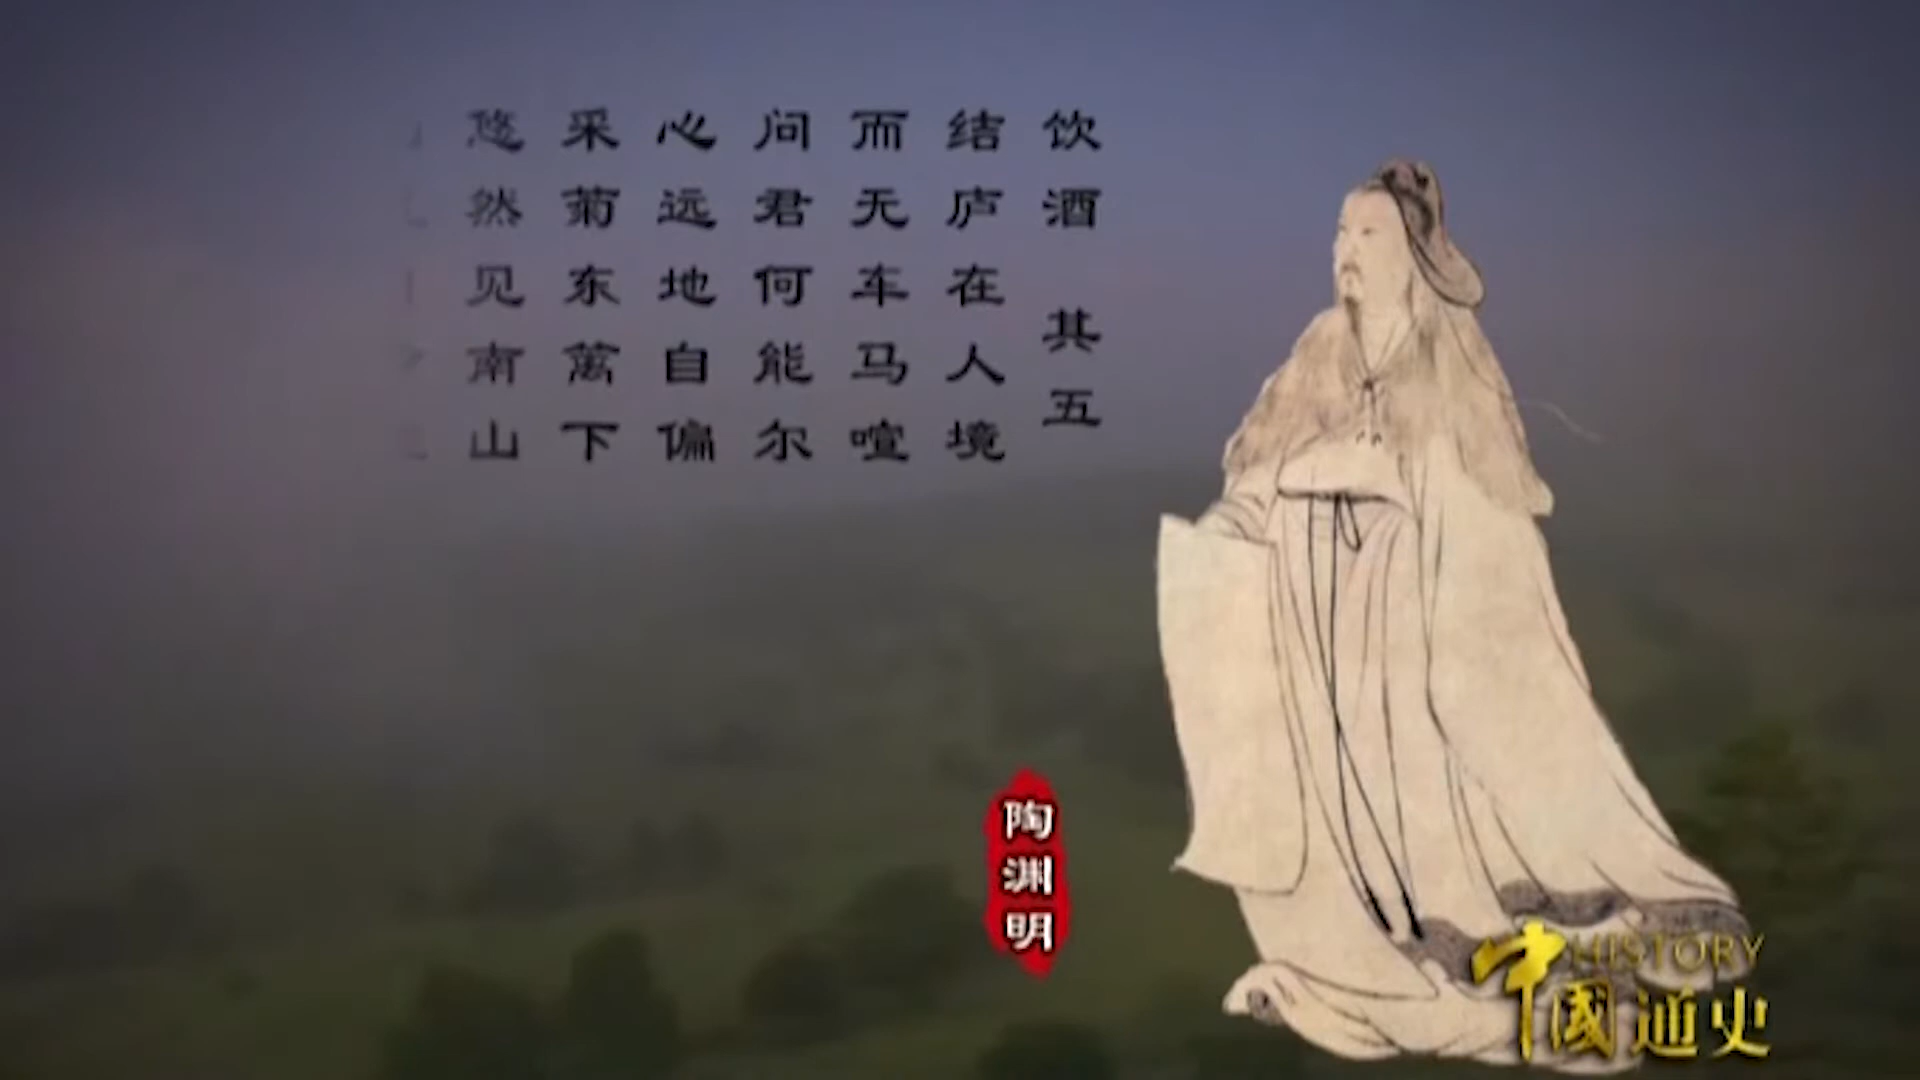 饮酒 其五
结庐在人境
而无车马喧
问君何能尔
心远地自偏
采菊东篱下
悠然见南山
陶渊明
HISTORY
中國通史